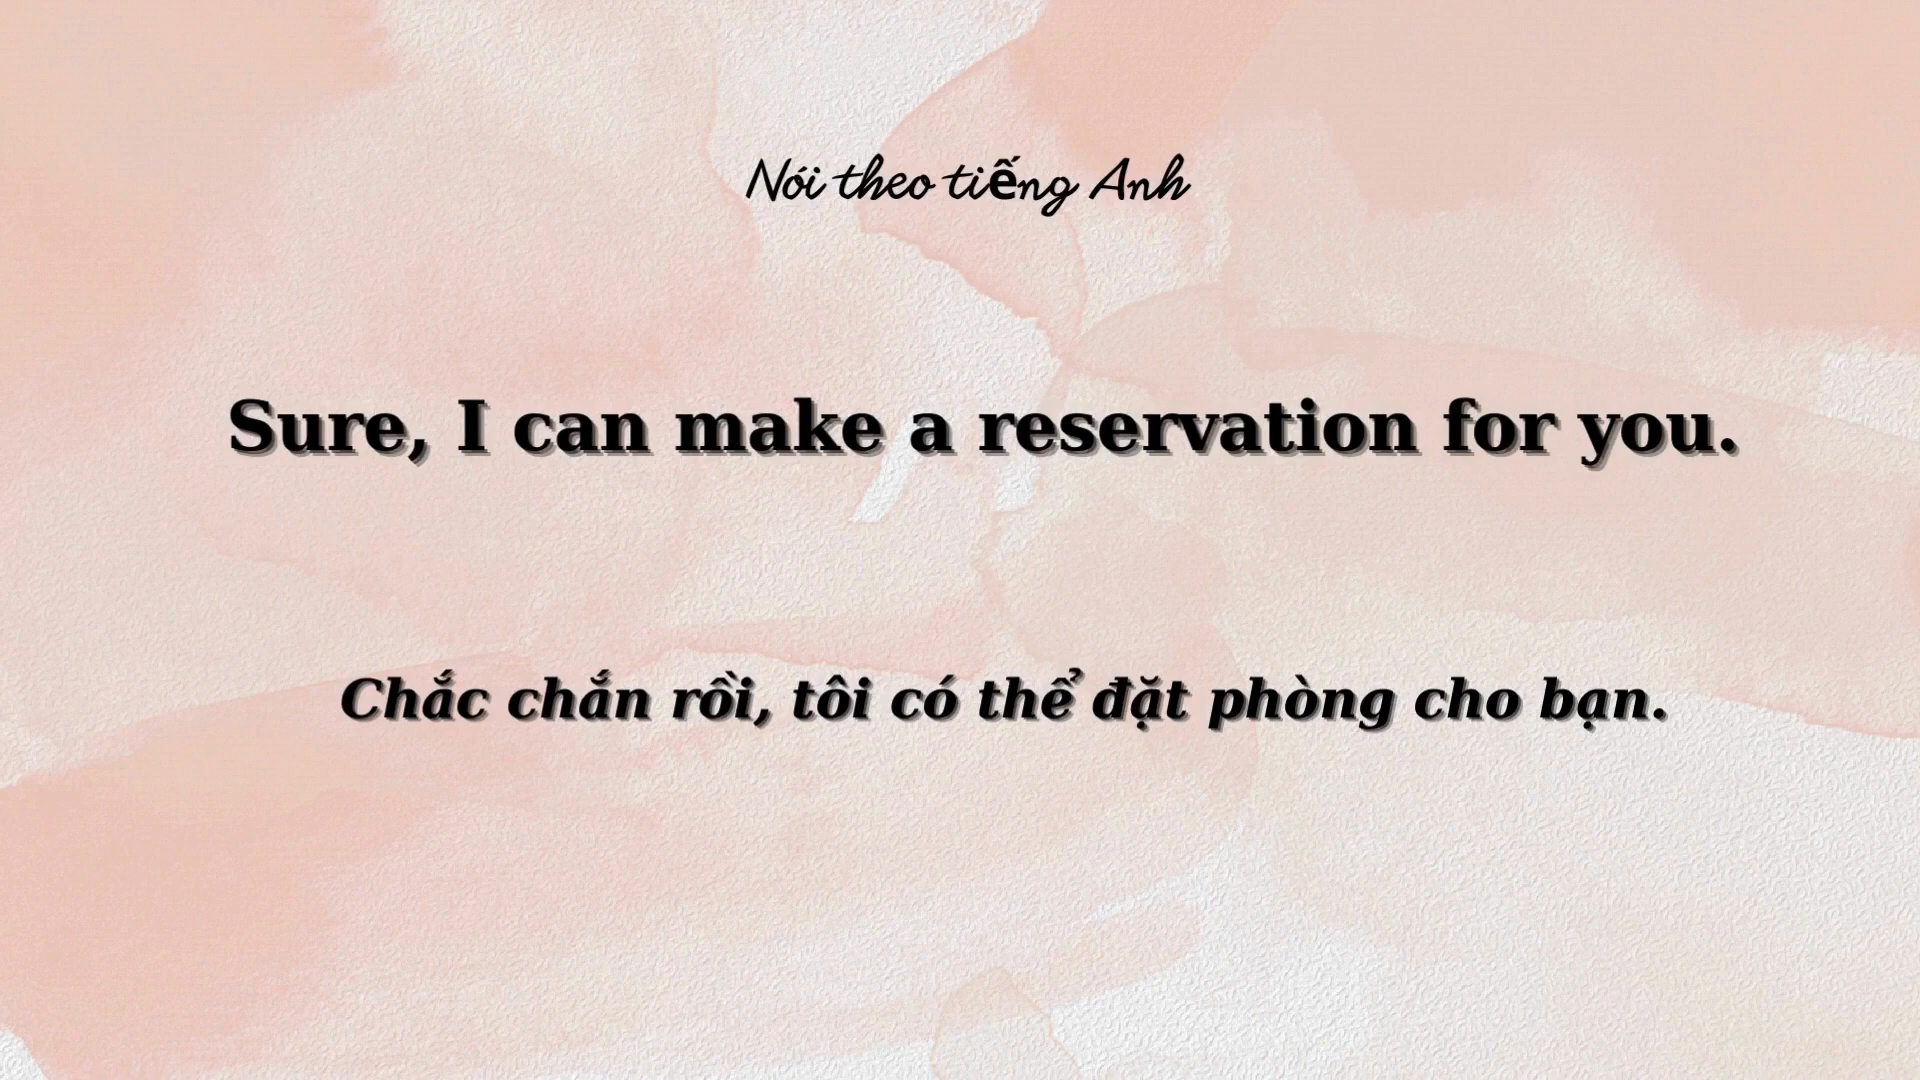 Nói theo tiếng Anh
Sure, I can make a reservation for you.
Chắc chắn rồi, tôi có thể đặt phòng cho bạn.